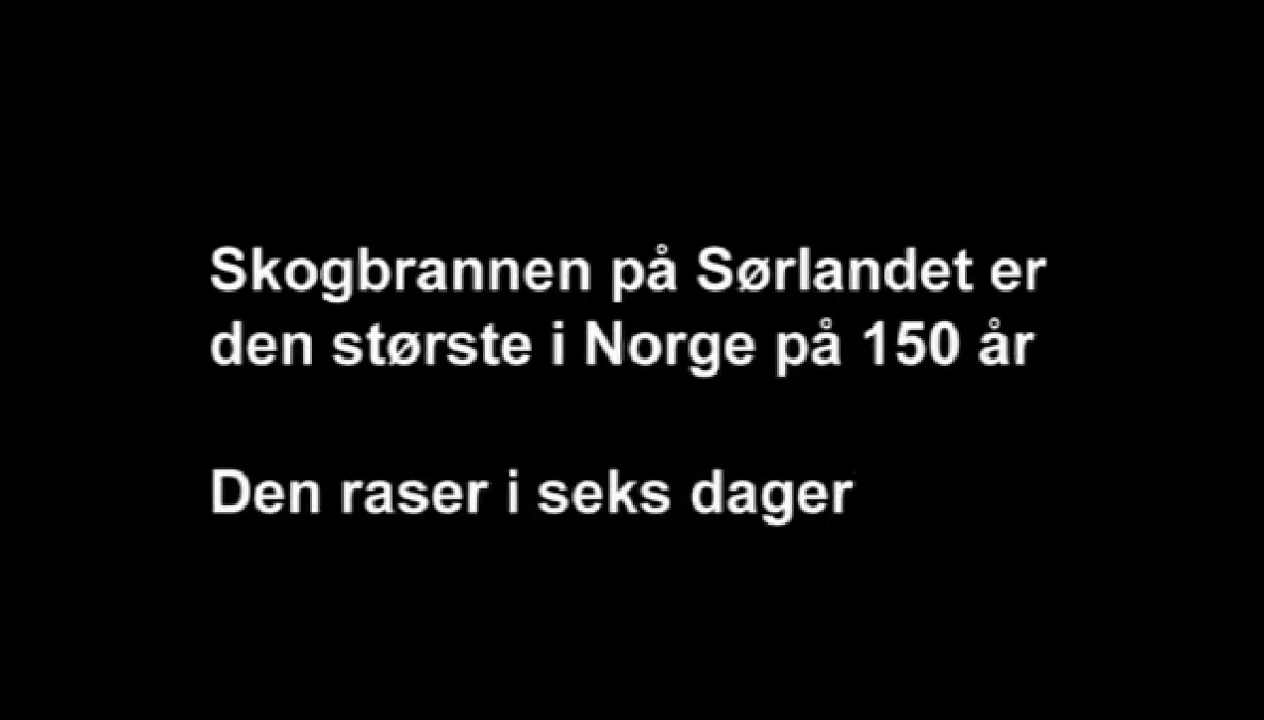 Skogbrannen på Sørlandet er
den største i Norge på 150 år
Den raser i seks dager